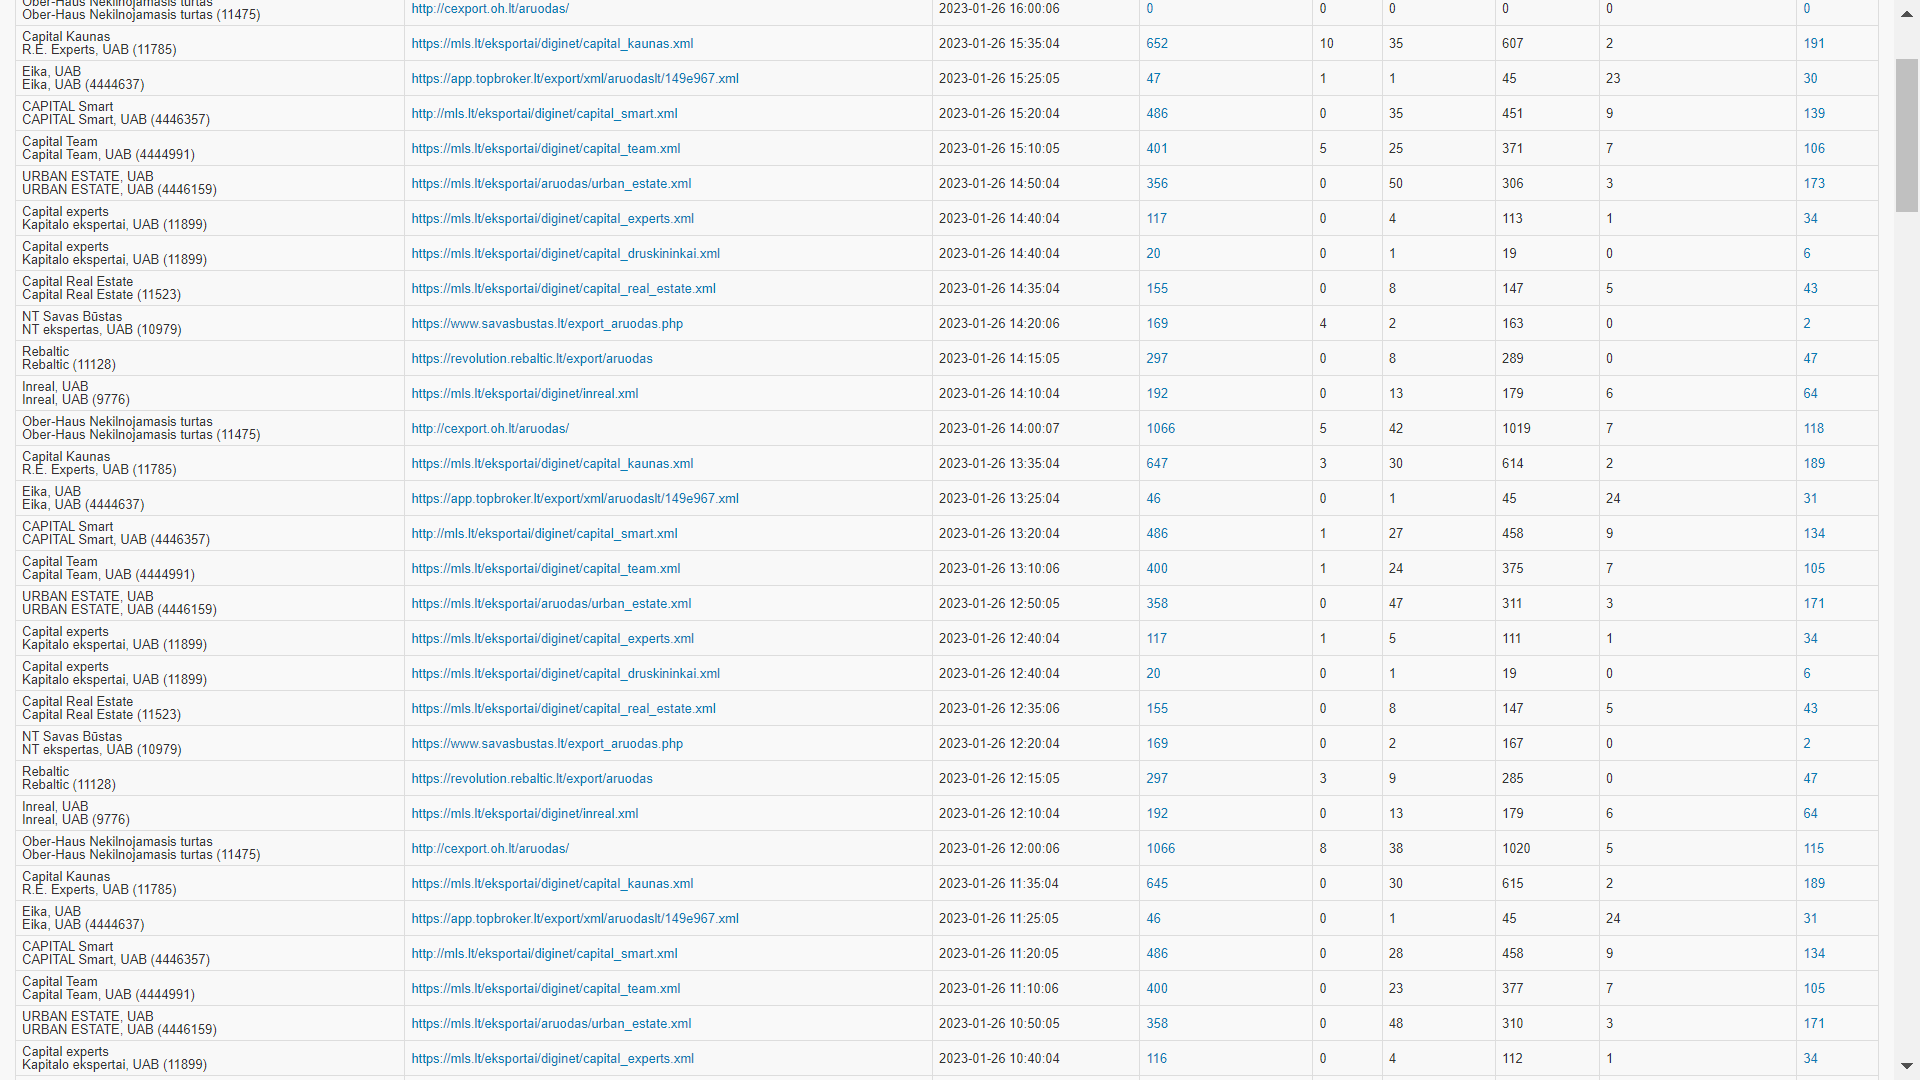 Ober-Haus Nekilnojamasis turtas
Ober-Haus Nekilnojamasis turtas (11475) http://cexport.oh.lt/aruodas/ 2023-01-26 16:00:06 0 0 0 0 0 0
Capital Kaunas
R.E. Experts, UAB (11785) https://mls.lt/eksportai/diginet/capital_kaunas.xml 2023-01-26 15:35:04 652 10 35 607 2 191
Eika, UAB
Eika, UAB (4444637) https://app.topbroker.lt/export/xml/aruodaslt/149e967.xml 2023-01-26 15:25:05 47 1 1 45 23 30
CAPITAL Smart
CAPITAL Smart, UAB (4446357) http://mls.lt/eksportai/diginet/capital_smart.xml 2023-01-26 15:20:04 486 0 35 451 9 139
Capital Team
Capital Team, UAB (4444991) https://mls.lt/eksportai/diginet/capital_team.xml 2023-01-26 15:10:05 401 5 25 371 7 106
URBAN ESTATE, UAB
URBAN ESTATE, UAB (4446159) https://mls.lt/eksportai/aruodas/urban_estate.xml 2023-01-26 14:50:04 356 0 50 306 3 173
Capital experts
Kapitalo ekspertai, UAB (11899) https://mls.lt/eksportai/diginet/capital_experts.xml 2023-01-26 14:40:04 117 0 4 113 1 34
Capital experts
Kapitalo ekspertai, UAB (11899) https://mls.lt/eksportai/diginet/capital_druskininkai.xml 2023-01-26 14:40:04 20 0 1 19 0 6
Capital Real Estate
Capital Real Estate (11523) https://mls.lt/eksportai/diginet/capital_real_estate.xml 2023-01-26 14:35:04 155 0 8 147 5 43
NT Savas Būstas
NT ekspertas, UAB (10979) https://www.savasbustas.lt/export_aruodas.php 2023-01-26 14:20:06 169 4 2 163 0 2
Rebaltic
Rebaltic (11128) https://revolution.rebaltic.lt/export/aruodas 2023-01-26 14:15:05 297 0 8 289 0 47
Inreal, UAB
Inreal, UAB (9776) https://mls.lt/eksportai/diginet/inreal.xml 2023-01-26 14:10:04 192 0 13 179 6 64
Ober-Haus Nekilnojamasis turtas
Ober-Haus Nekilnojamasis turtas (11475) http://cexport.oh.lt/aruodas/ 2023-01-26 14:00:07 1066 5 42 1019 7 118
Capital Kaunas
R.E. Experts, UAB (11785) https://mls.lt/eksportai/diginet/capital_kaunas.xml 2023-01-26 13:35:04 647 3 30 614 2 189
Eika, UAB
Eika, UAB (4444637) https://app.topbroker.lt/export/xml/aruodaslt/149e967.xml 2023-01-26 13:25:04 46 0 1 45 24 31
CAPITAL Smart
CAPITAL Smart, UAB (4446357) http://mls.lt/eksportai/diginet/capital_smart.xml 2023-01-26 13:20:04 486 1 27 458 9 134
Capital Team
Capital Team, UAB (4444991) https://mls.lt/eksportai/diginet/capital_team.xml 2023-01-26 13:10:06 400 1 24 375 7 105
URBAN ESTATE, UAB
URBAN ESTATE, UAB (4446159) https://mls.lt/eksportai/aruodas/urban_estate.xml 2023-01-26 12:50:05 358 0 47 311 3 171
Capital experts
Kapitalo ekspertai, UAB (11899) https://mls.lt/eksportai/diginet/capital_experts.xml 2023-01-26 12:40:04 117 1 5 111 1 34
Capital experts
Kapitalo ekspertai, UAB (11899) https://mls.lt/eksportai/diginet/capital_druskininkai.xml 2023-01-26 12:40:04 20 0 1 19 0 6
Capital Real Estate
Capital Real Estate (11523) https://mls.lt/eksportai/diginet/capital_real_estate.xml 2023-01-26 12:35:06 155 0 8 147 5 43
NT Savas Būstas
NT ekspertas, UAB (10979) https://www.savasbustas.lt/export_aruodas.php 2023-01-26 12:20:04 169 0 2 167 0 2
Rebaltic
Rebaltic (11128) https://revolution.rebaltic.lt/export/aruodas 2023-01-26 12:15:05 297 3 9 285 0 47
Inreal, UAB
Inreal, UAB (9776) https://mls.lt/eksportai/diginet/inreal.xml 2023-01-26 12:10:04 192 0 13 179 6 64
Ober-Haus Nekilnojamasis turtas
Ober-Haus Nekilnojamasis turtas (11475) http://cexport.oh.lt/aruodas/ 2023-01-26 12:00:06 1066 8 38 1020 5 115
Capital Kaunas
R.E. Experts, UAB (11785) https://mls.lt/eksportai/diginet/capital_kaunas.xml 2023-01-26 11:35:04 645 0 30 615 2 189
Eika, UAB
Eika, UAB (4444637) https://app.topbroker.lt/export/xml/aruodaslt/149e967.xml 2023-01-26 11:25:05 46 0 1 45 24 31
CAPITAL Smart
CAPITAL Smart, UAB (4446357) http://mls.lt/eksportai/diginet/capital_smart.xml 2023-01-26 11:20:05 486 0 28 458 9 134
Capital Team
Capital Team, UAB (4444991) https://mls.lt/eksportai/diginet/capital_team.xml 2023-01-26 11:10:06 400 0 23 377 7 105
URBAN ESTATE, UAB
URBAN ESTATE, UAB (4446159) https://mls.lt/eksportai/aruodas/urban_estate.xml 2023-01-26 10:50:05 358 0 48 310 3 171
Capital experts
Kapitalo ekspertai, UAB (11899) https://mls.lt/eksportai/diginet/capital_experts.xml 2023-01-26 10:40:04 116 0 4 112 1 34